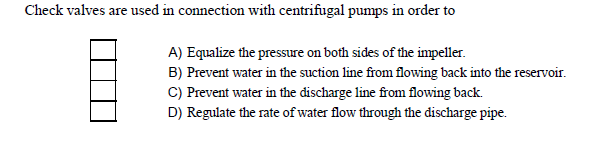 Check valves are used in connection with centrifugal pumps in order to
A) Equalize the pressure on both sides of the impeller.
B) Prevent water in the suction line from flowing back into the reservoir.
C) Prevent water in the discharge line from flowing back.
D) Regulate the rate of water flow through the discharge pipe.